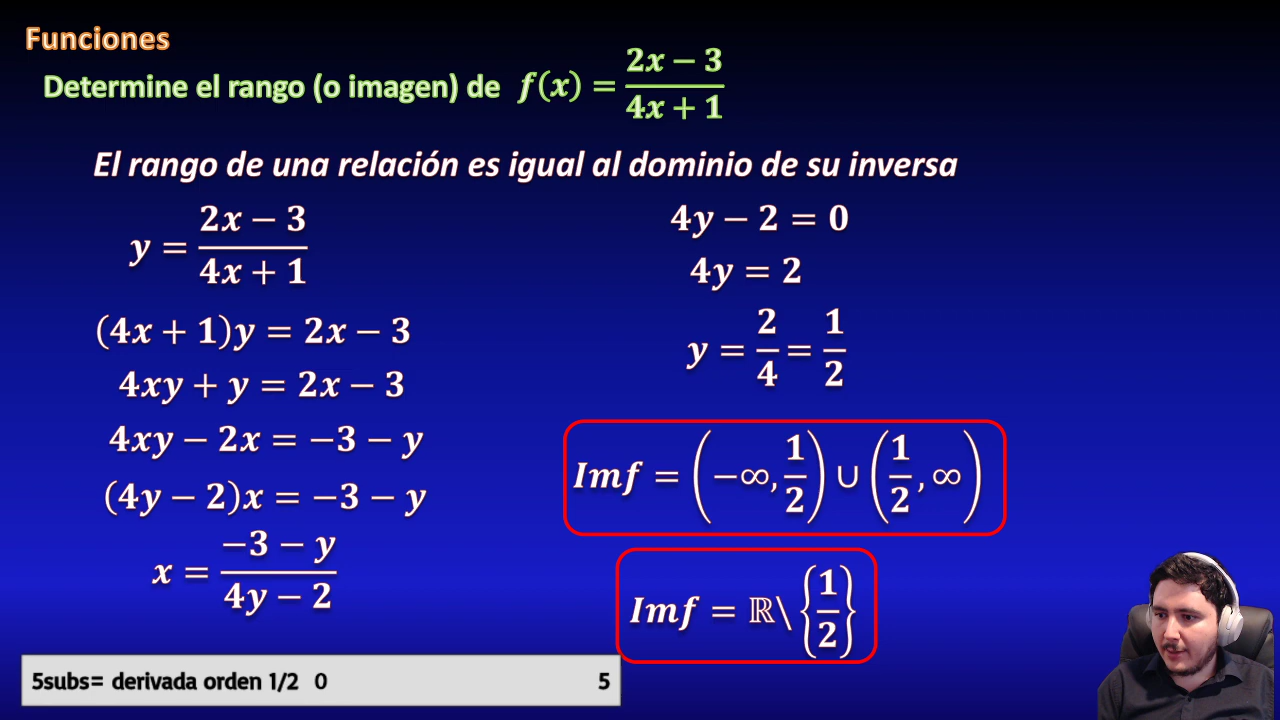 Funciones
Determine el rango (o imagen) de f(x) = (2x − 3)/(4x + 1)
El rango de una relación es igual al dominio de su inversa
y = (2x − 3)/(4x + 1)
(4x + 1)y = 2x − 3
4xy + y = 2x − 3
4xy − 2x = −3 − y
(4y − 2)x = −3 − y
x = (−3 − y)/(4y − 2)
4y − 2 = 0
4y = 2
y = 2/4 = 1/2
Imf = (−∞, 1/2) ∪ (1/2, ∞)
Imf = ℝ\{1/2}
5subs= derivada orden 1/2 0 5